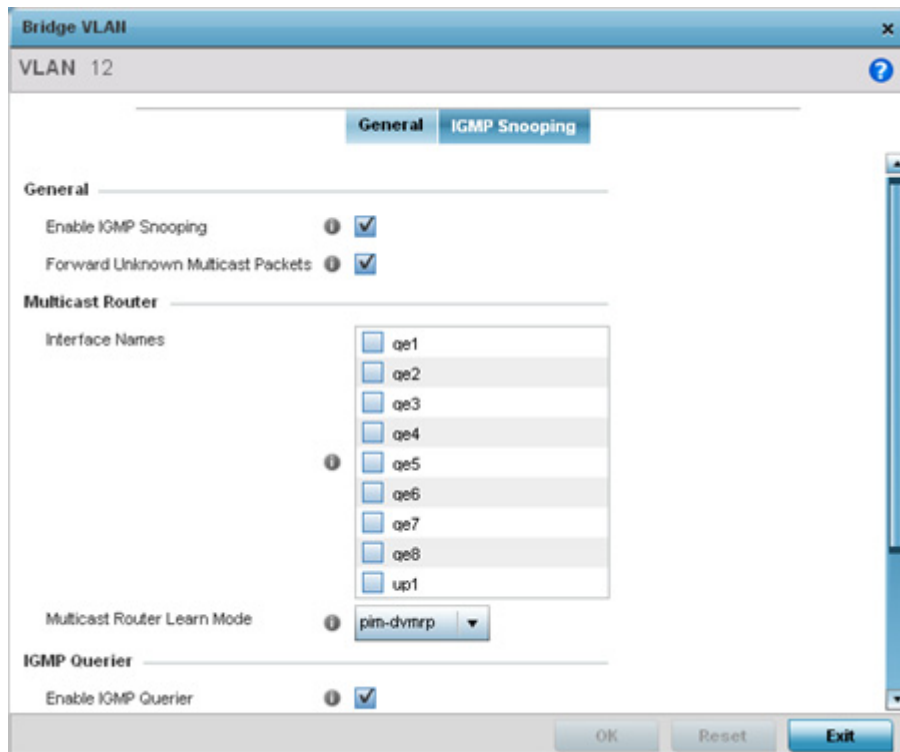 Bridge VLAN
VLAN 12
General IGMP Snooping
General
Enable IGMP Snooping
Forward Unknown Multicast Packets
Multicast Router
Interface Names
ge1
ge2
ge3
ge4
ge5
ge6
ge7
ge8
up1
Multicast Router Learn Mode pim-dvmrp
IGMP Querier
Enable IGMP Querier
OK Reset Exit